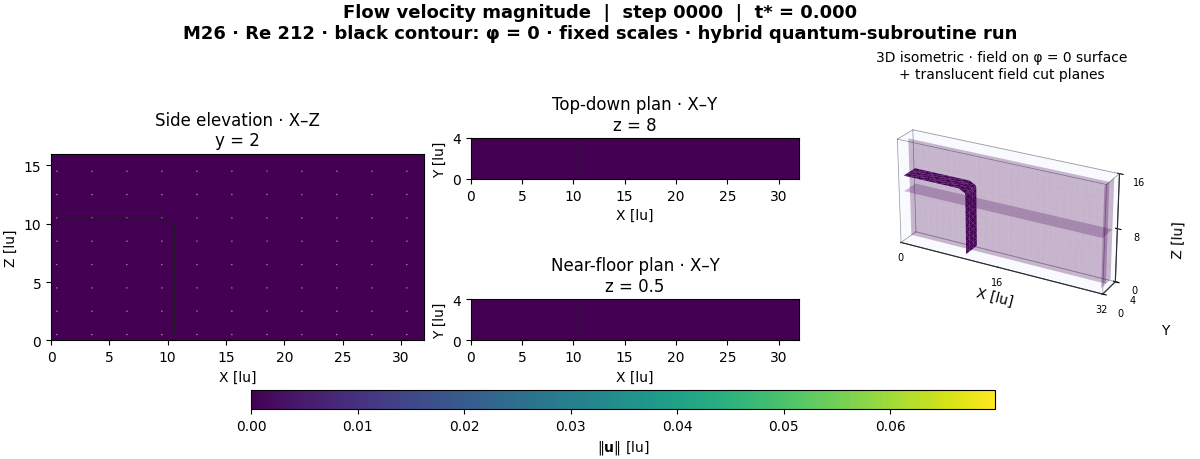 Flow velocity magnitude | step 0000 | t* = 0.000
M26 · Re 212 · black contour: φ = 0 · fixed scales · hybrid quantum-subroutine run
3D isometric · field on φ = 0 surface
+ translucent field cut planes
Side elevation · X–Z
y = 2
15
10
5
0
Z [lu]
0 5 10 15 20 25 30
X [lu]
Top-down plan · X–Y
z = 8
4
0
Y [lu]
0 5 10 15 20 25 30
X [lu]
Near-floor plan · X–Y
z = 0.5
4
0
Y [lu]
0 5 10 15 20 25 30
X [lu]
0
16
32
X [lu]
0
4
Y
0
8
16
Z [lu]
0.00 0.01 0.02 0.03 0.04 0.05 0.06
‖u‖ [lu]